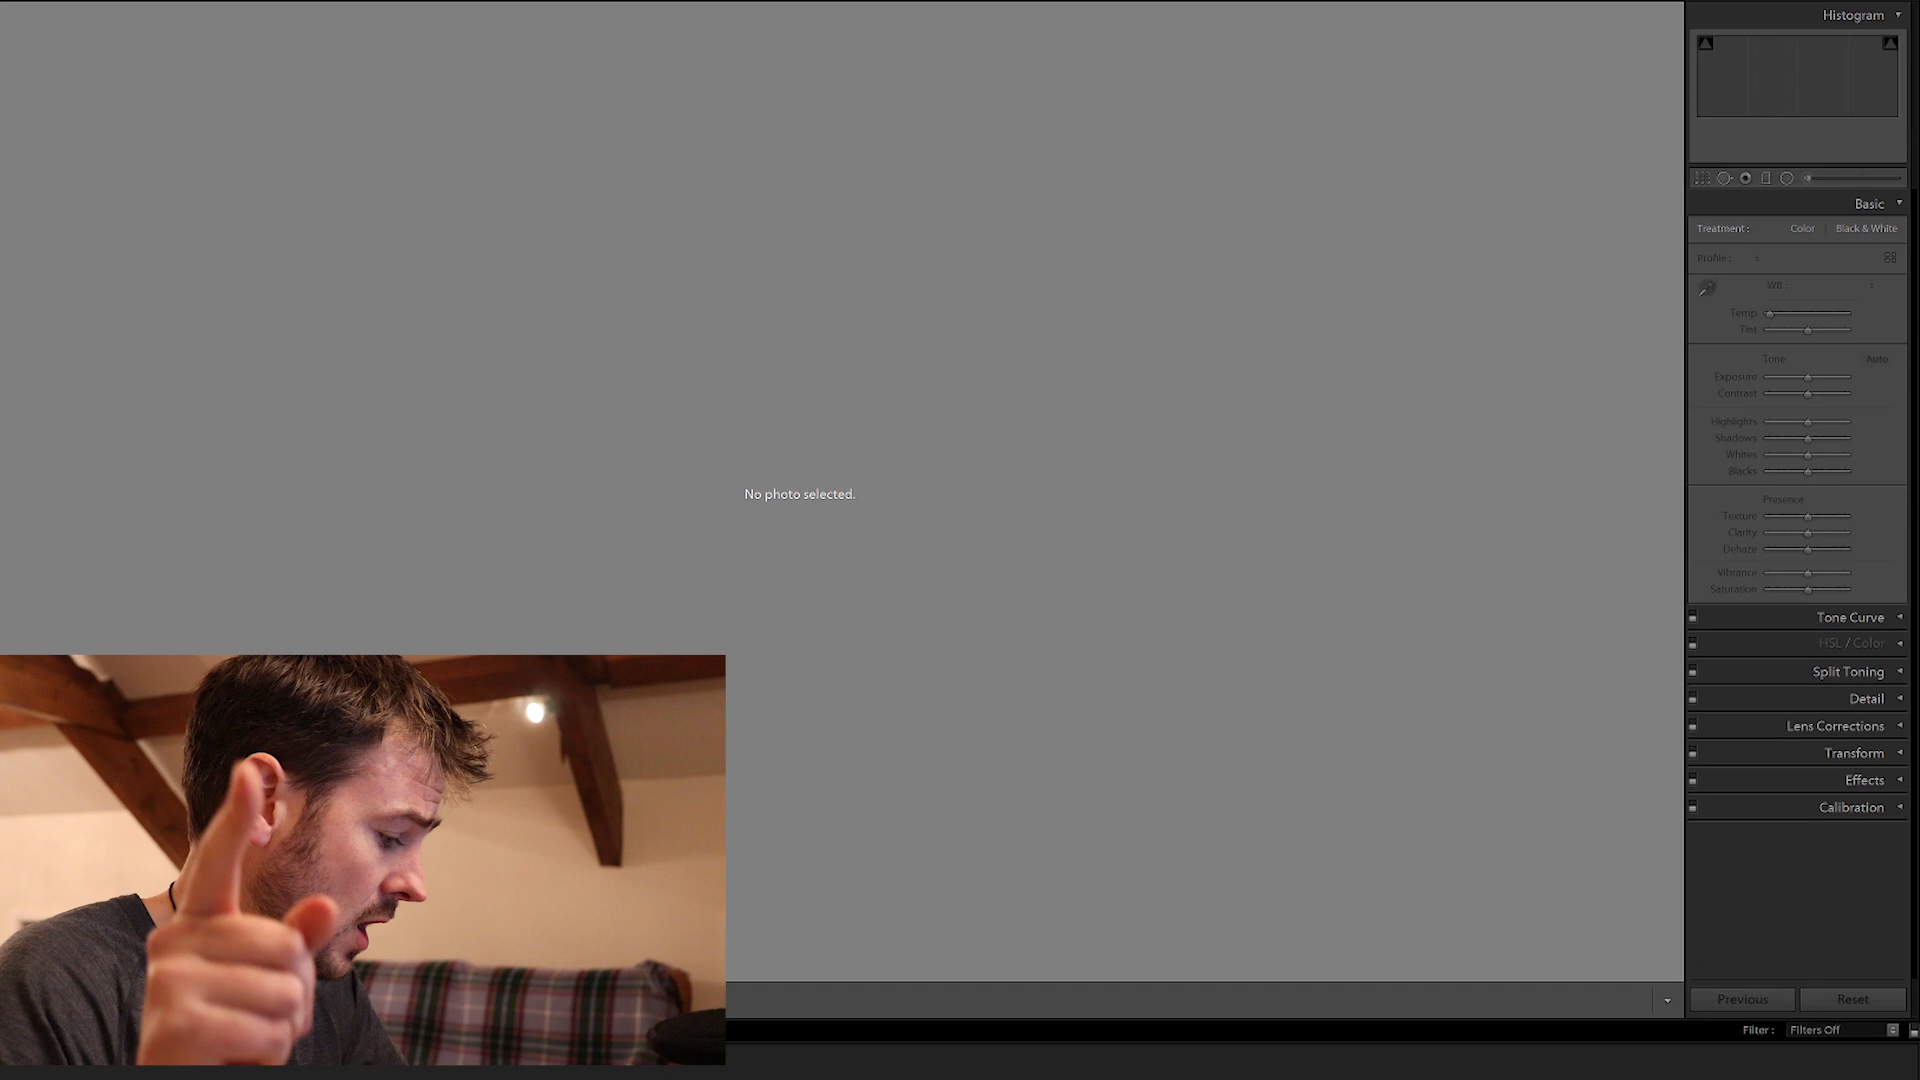 Histogram
Basic
Treatment : Color Black & White
Profile :
WB :
Temp
Tint
Tone Auto
Exposure
Contrast
Highlights
Shadows
Whites
Blacks
No photo selected.
Presence
Texture
Clarity
Dehaze
Vibrance
Saturation
Tone Curve
HSL / Color
Split Toning
Detail
Lens Corrections
Transform
Effects
Calibration
Previous Reset
Filter : Filters Off